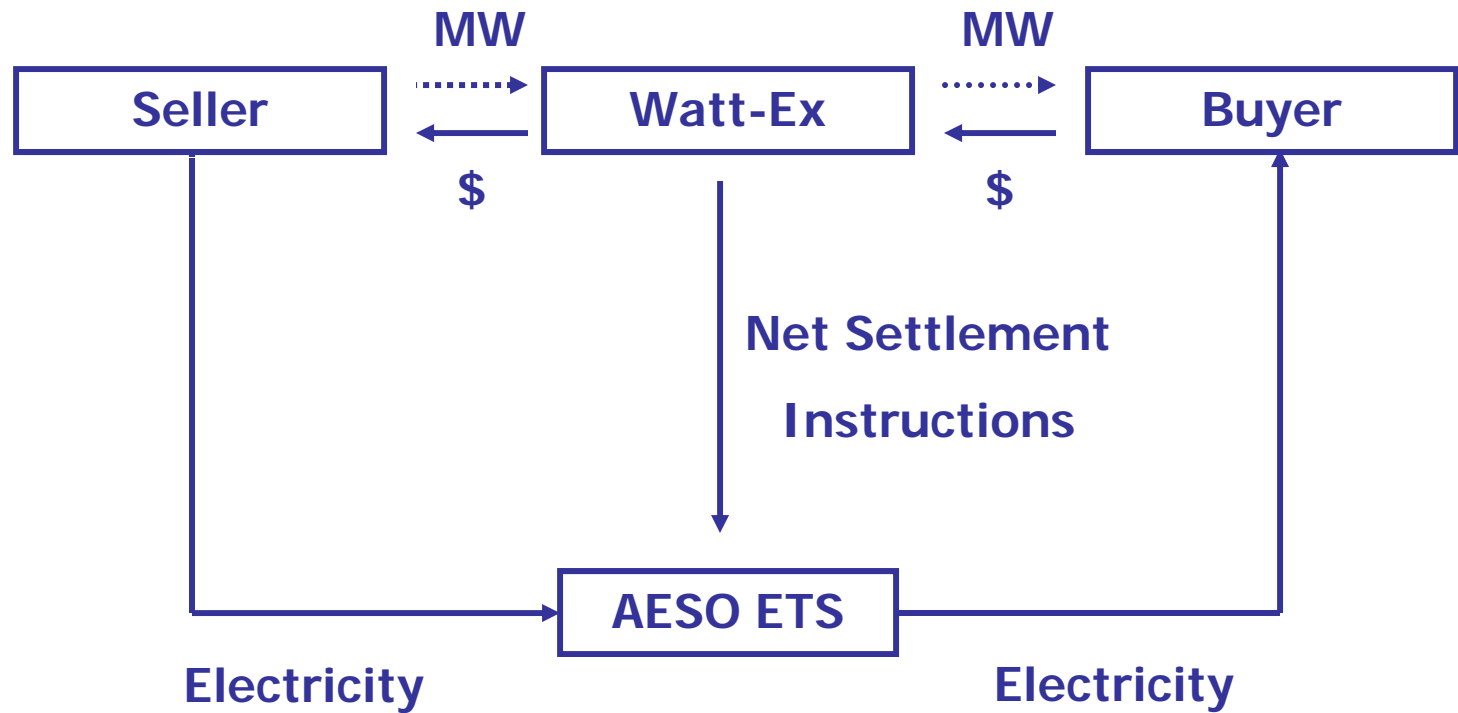 MW
MW
Seller
Watt-Ex
Buyer
$
$
Net Settlement
Instructions
AESO ETS
Electricity
Electricity